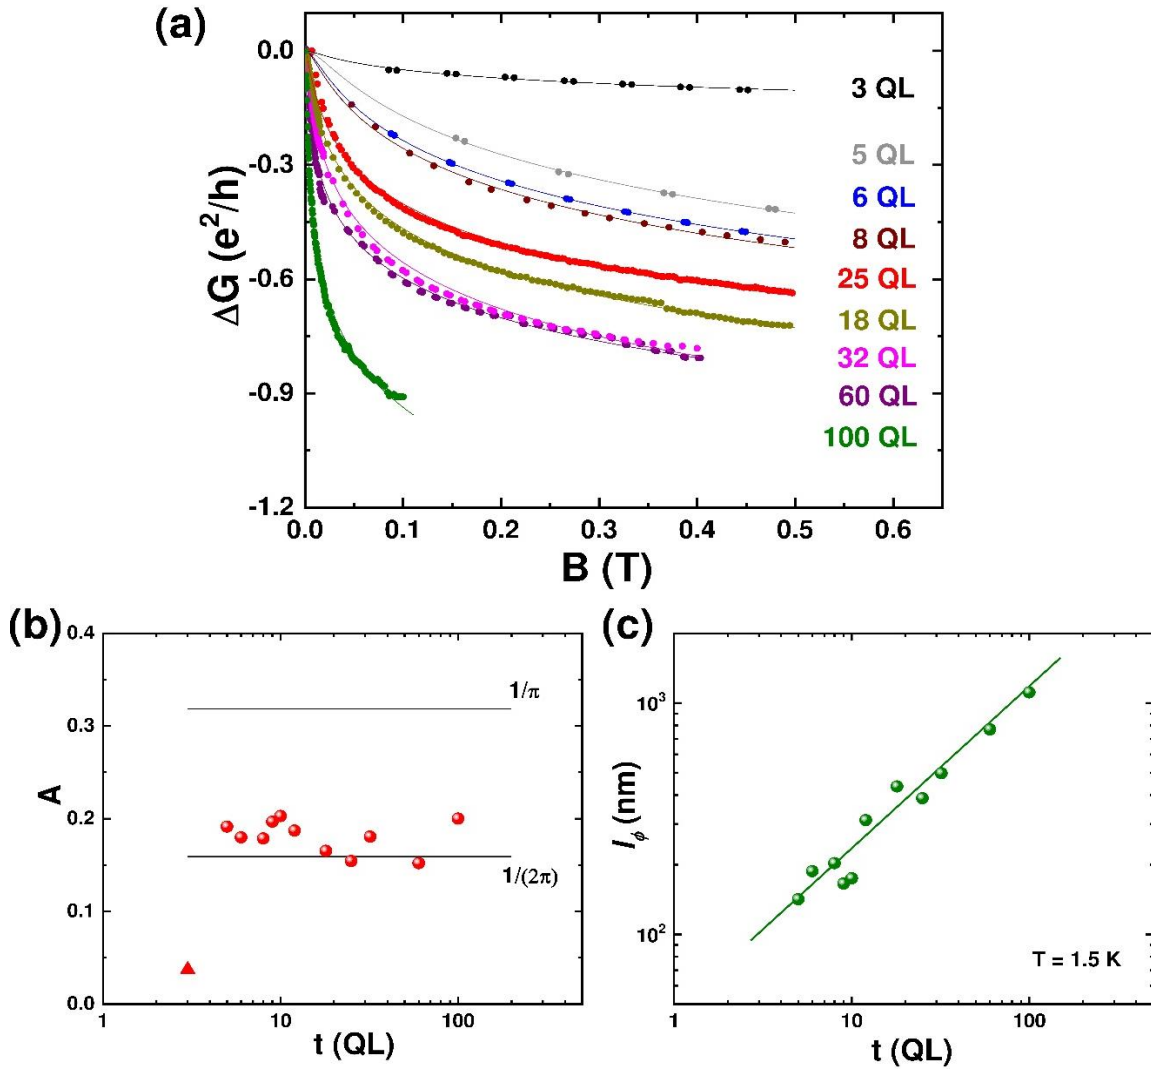 (a)
0.0
-0.3
-0.6
-0.9
-1.2
ΔG (e²/h)
0.0 0.1 0.2 0.3 0.4 0.5 0.6
B (T)
3 QL
5 QL
6 QL
8 QL
25 QL
18 QL
32 QL
60 QL
100 QL
(b)
0.4
0.3
0.2
0.1
0.0
A
1/π
1/(2π)
1 10 100
t (QL)
(c)
10³
10²
l_ϕ (nm)
T = 1.5 K
1 10 100
t (QL)